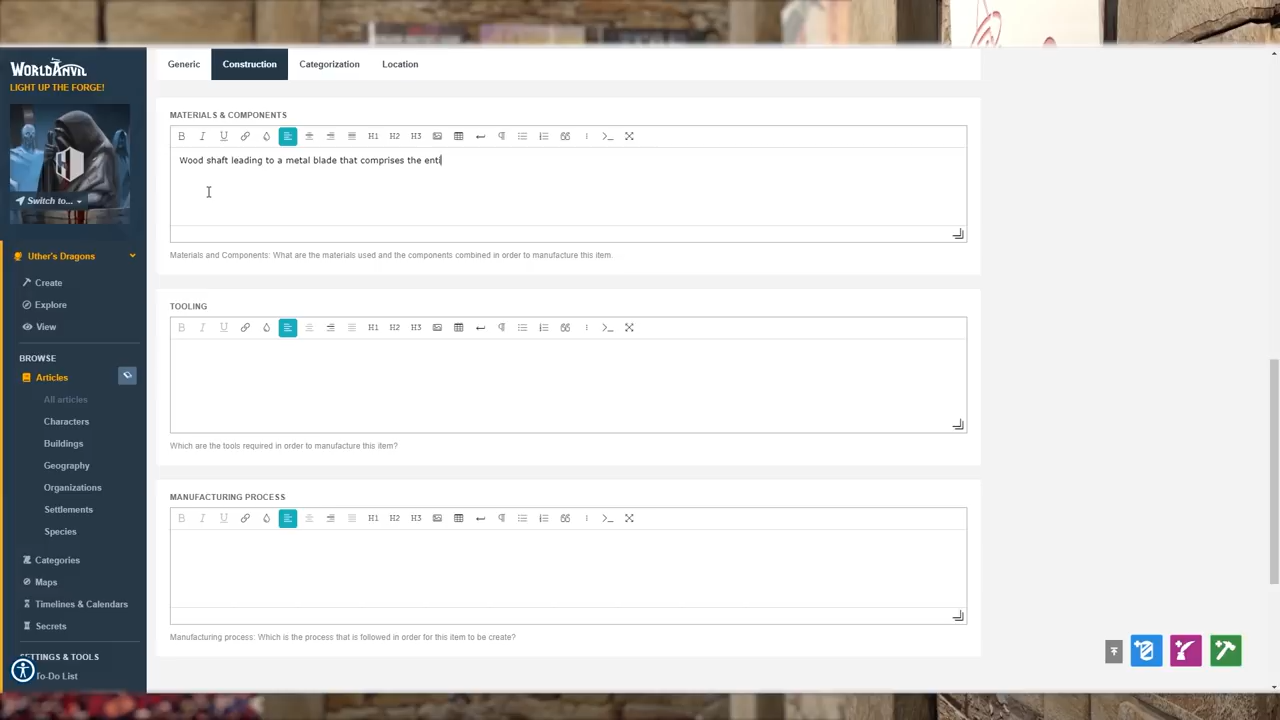 WORLDANVIL
LIGHT UP THE FORGE!
Switch to...
Uther's Dragons
Create
Explore
View
BROWSE
Articles
All articles
Characters
Buildings
Geography
Organizations
Settlements
Species
Categories
Maps
Timelines & Calendars
Secrets
SETTINGS & TOOLS
To-Do List
Generic
Construction
Categorization
Location
MATERIALS & COMPONENTS
B I U H1 H2 H3
Wood shaft leading to a metal blade that comprises the enti
Materials and Components: What are the materials used and the components combined in order to manufacture this item.
TOOLING
B I U H1 H2 H3
Which are the tools required in order to manufacture this item?
MANUFACTURING PROCESS
B I U H1 H2 H3
Manufacturing process: Which is the process that is followed in order for this item to be create?